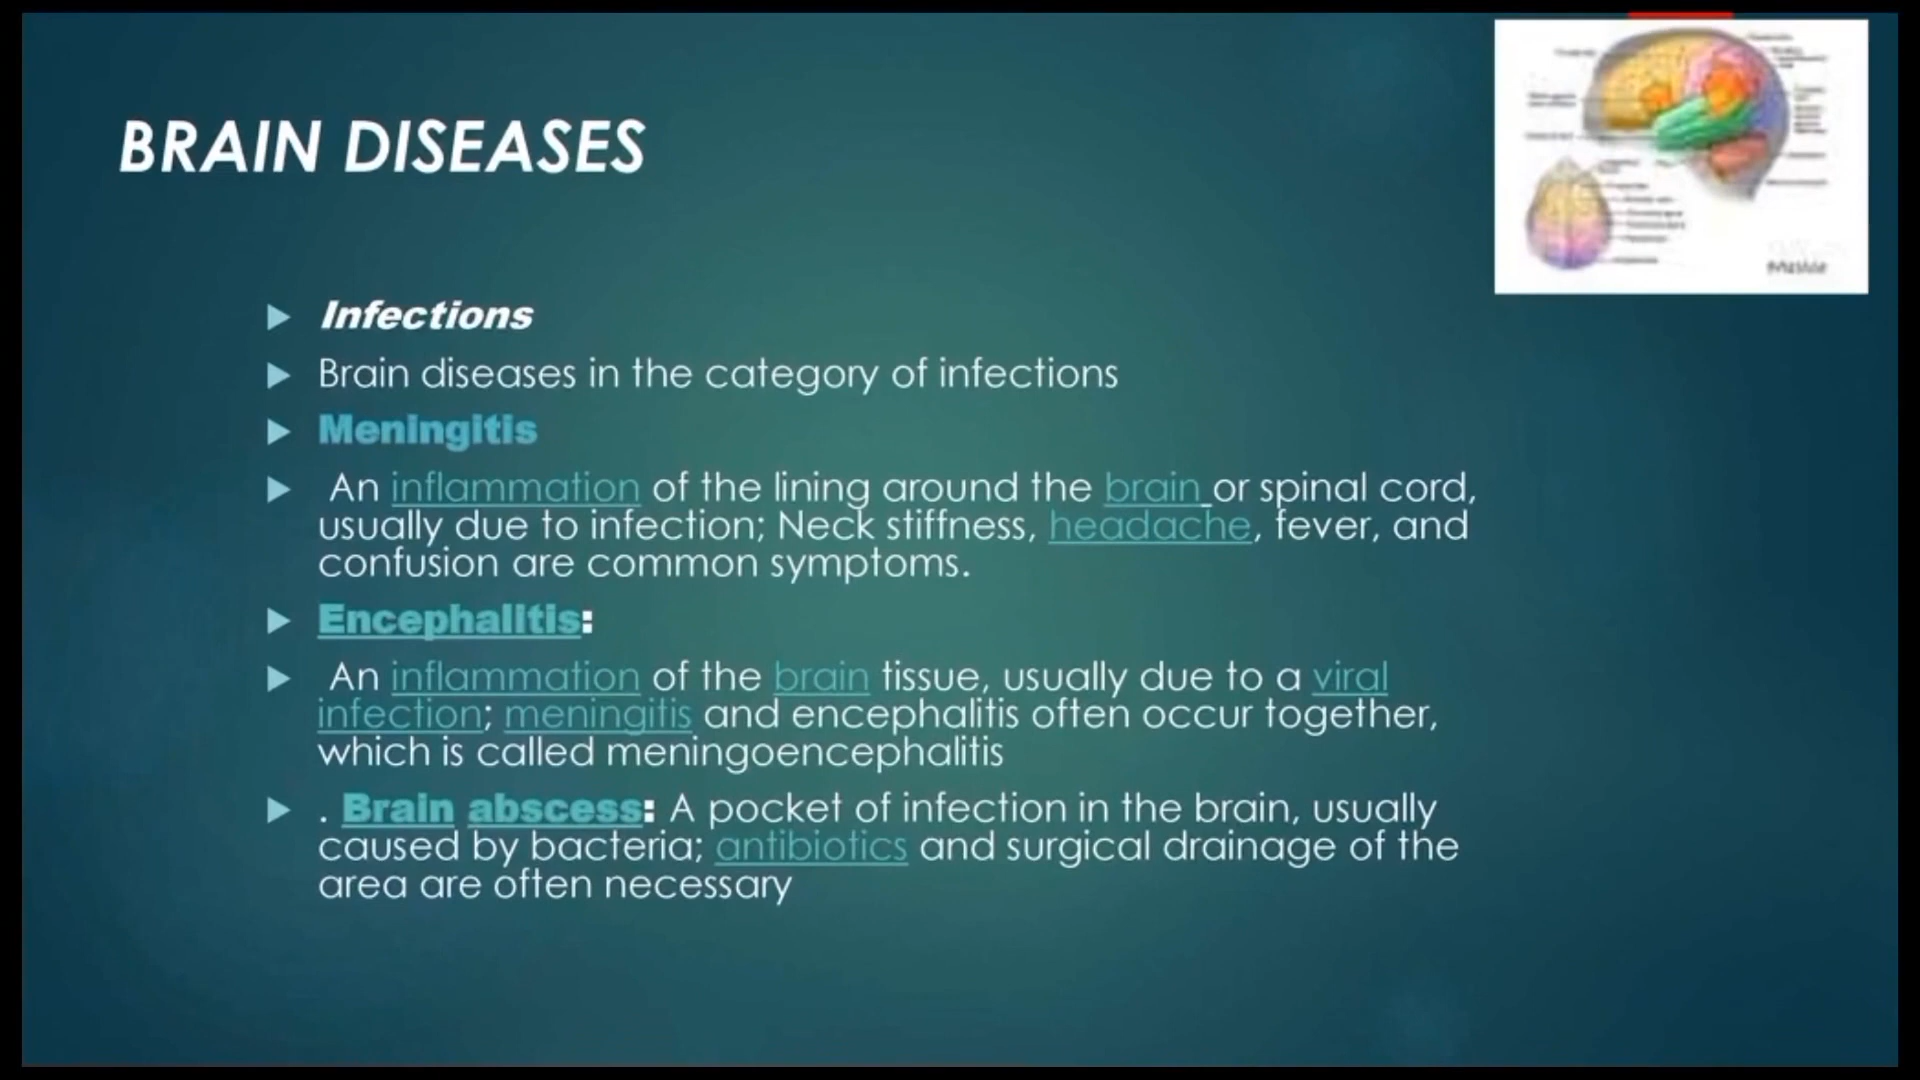 BRAIN DISEASES
Infections
Brain diseases in the category of infections
Meningitis
An inflammation of the lining around the brain or spinal cord,
usually due to infection; Neck stiffness, headache, fever, and
confusion are common symptoms.
Encephalitis:
An inflammation of the brain tissue, usually due to a viral
infection; meningitis and encephalitis often occur together,
which is called meningoencephalitis
. Brain abscess: A pocket of infection in the brain, usually
caused by bacteria; antibiotics and surgical drainage of the
area are often necessary